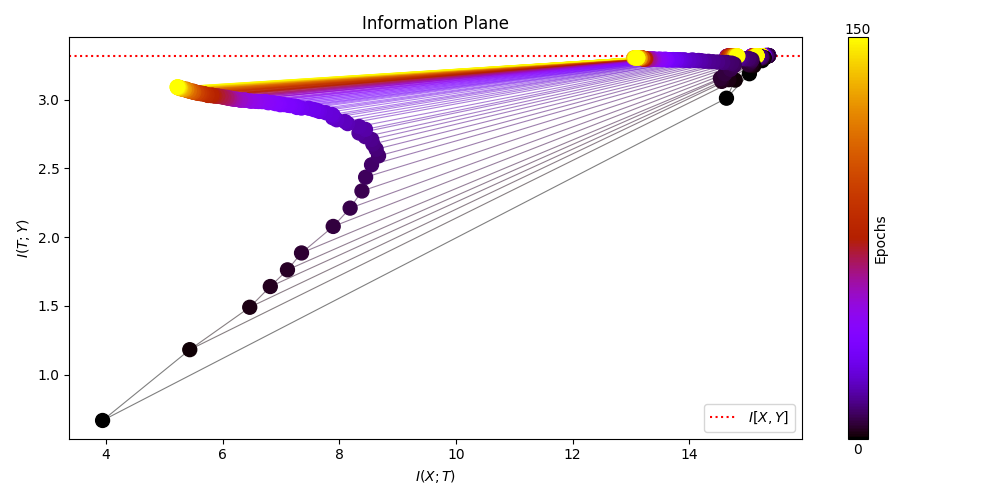 Information Plane
150
3.0
2.5
2.0
1.5
1.0
I(T; Y)
Epochs
I[X, Y]
4 6 8 10 12 14
0
I(X; T)